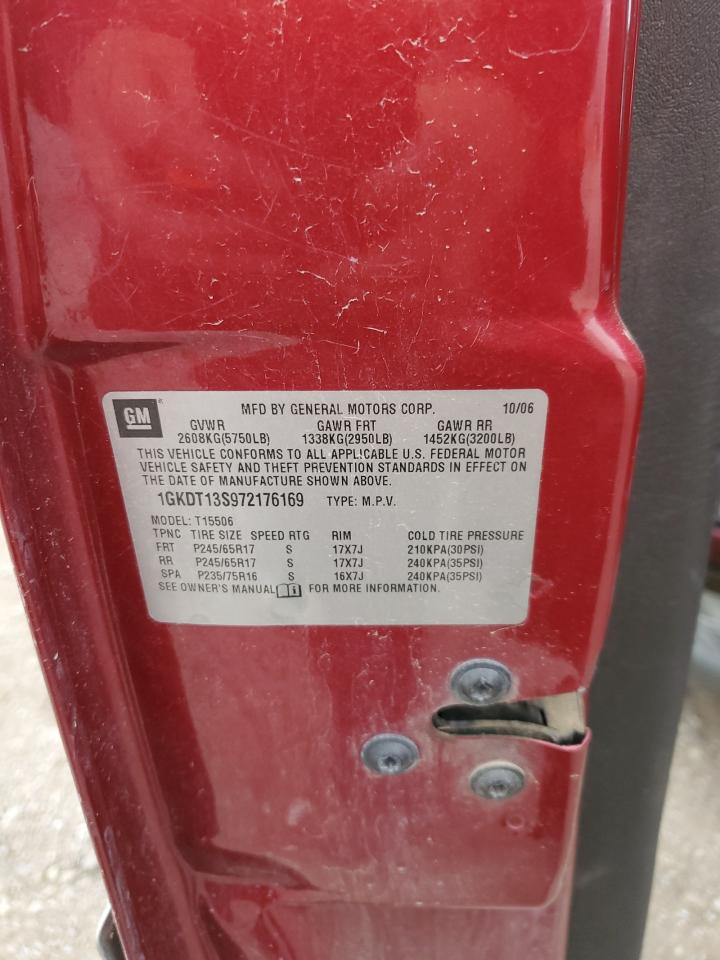 GM MFD BY GENERAL MOTORS CORP. 10/06
GVWR GAWR FRT GAWR RR
2608KG(5750LB) 1338KG(2950LB) 1452KG(3200LB)
THIS VEHICLE CONFORMS TO ALL APPLICABLE U.S. FEDERAL MOTOR
VEHICLE SAFETY AND THEFT PREVENTION STANDARDS IN EFFECT ON
THE DATE OF MANUFACTURE SHOWN ABOVE.
1GKDT13S972176169 TYPE: M.P.V.
MODEL: T15506
TPNC TIRE SIZE SPEED RTG RIM COLD TIRE PRESSURE
FRT P245/65R17 S 17X7J 210KPA(30PSI)
RR P245/65R17 S 17X7J 240KPA(35PSI)
SPA P235/75R16 S 16X7J 240KPA(35PSI)
SEE OWNER'S MANUAL FOR MORE INFORMATION.